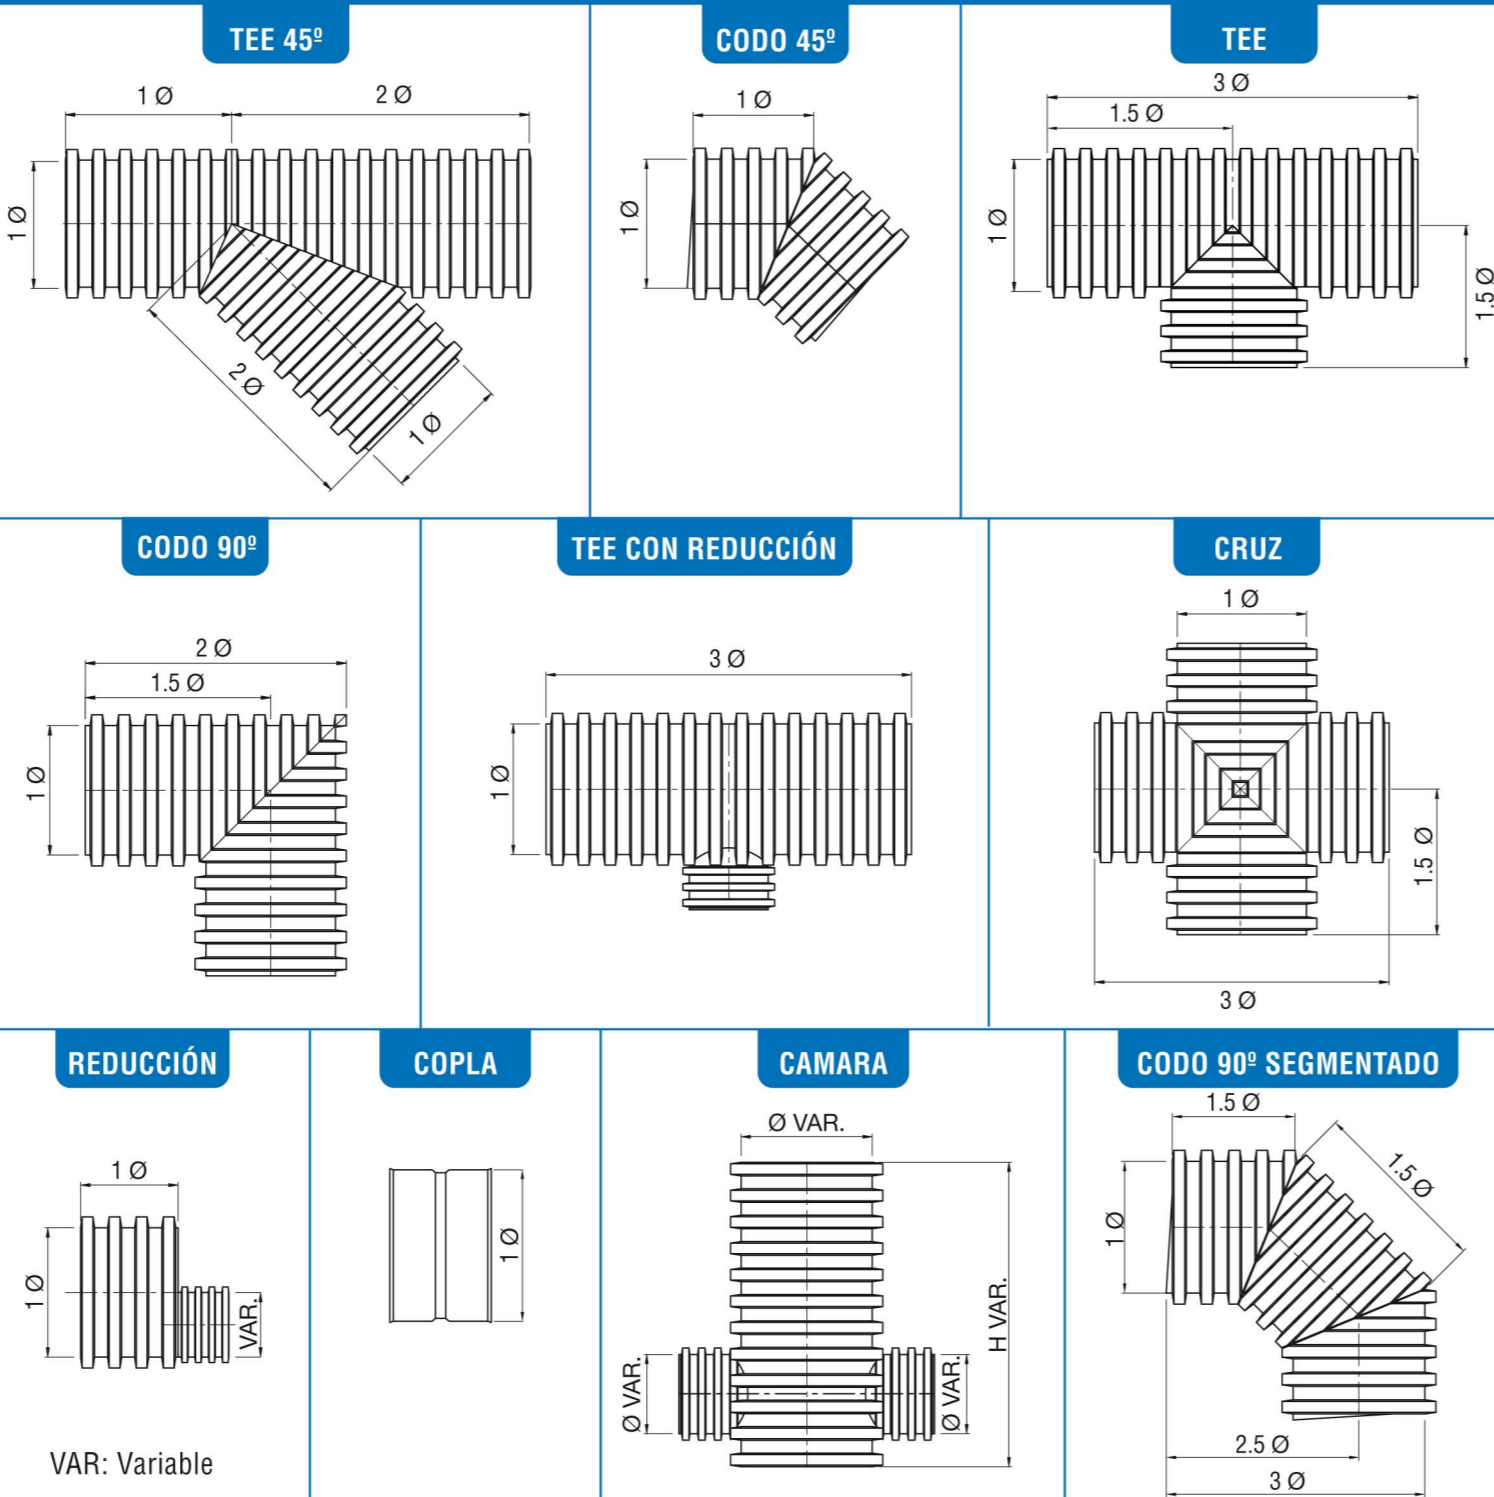 TEE 45º
1 Ø
2 Ø
1 Ø
2 Ø
1 Ø
CODO 45º
1 Ø
1 Ø
TEE
3 Ø
1.5 Ø
1 Ø
1.5 Ø
CODO 90º
2 Ø
1.5 Ø
1 Ø
TEE CON REDUCCIÓN
3 Ø
1 Ø
CRUZ
1 Ø
1.5 Ø
3 Ø
REDUCCIÓN
1 Ø
1 Ø
VAR.
VAR: Variable
COPLA
1 Ø
CAMARA
Ø VAR.
H VAR.
Ø VAR.
Ø VAR.
CODO 90º SEGMENTADO
1.5 Ø
1.5 Ø
1 Ø
2.5 Ø
3 Ø